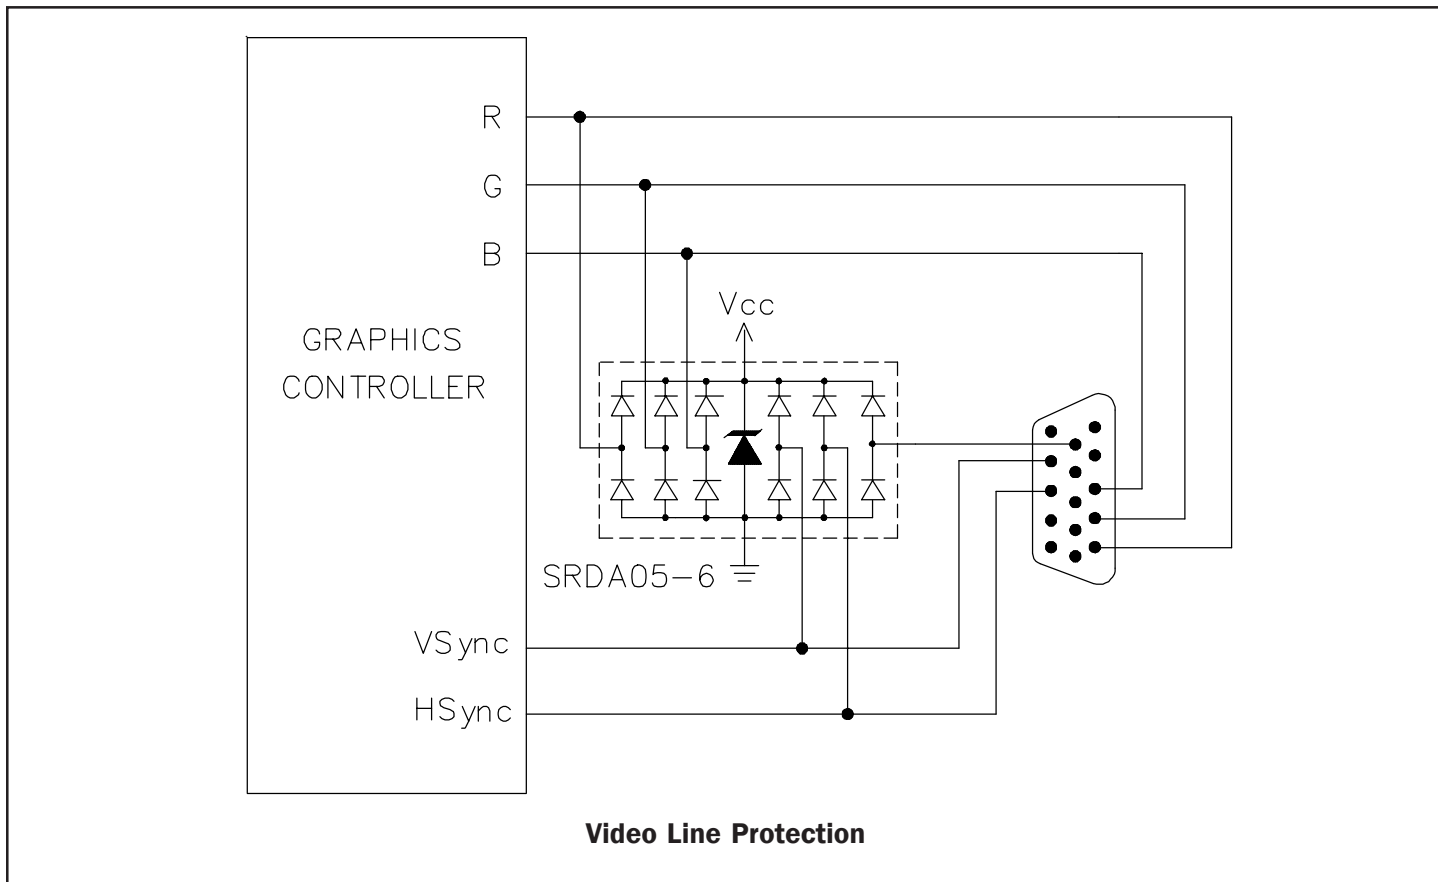 R
G
B
Vcc
GRAPHICS
CONTROLLER
SRDA05-6
VSync
HSync
Video Line Protection